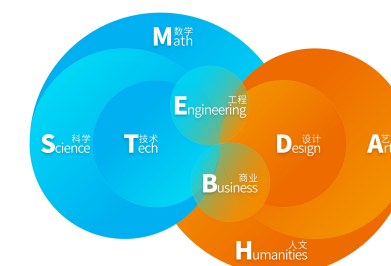 数学
Math
工程
Engineering
科学
Science
技术
Tech
设计
Design
艺
Art
商业
Business
人文
Humanities